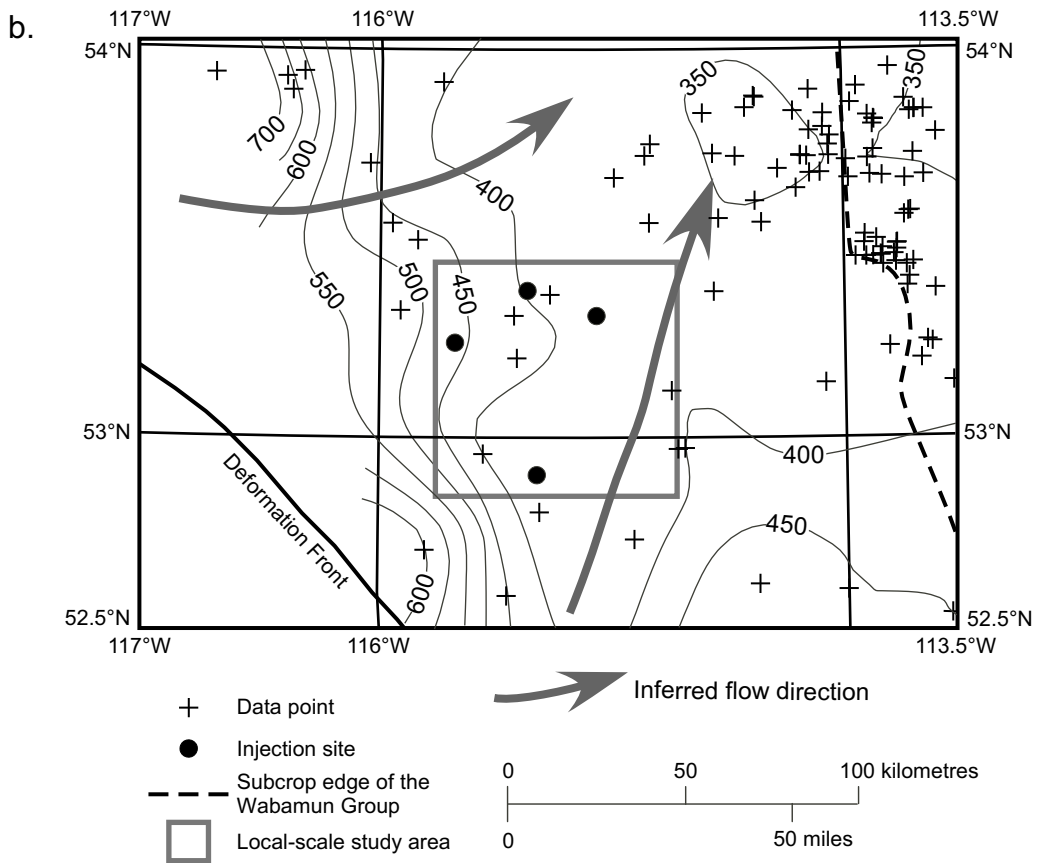 b.
117°W
116°W
113.5°W
54°N
54°N
350
350
700
600
400
550
500
450
53°N
53°N
400
Deformation Front
450
600
52.5°N
52.5°N
117°W
116°W
113.5°W
Inferred flow direction
Data point
Injection site
Subcrop edge of the
Wabamun Group
Local-scale study area
0
50
100 kilometres
0
50 miles